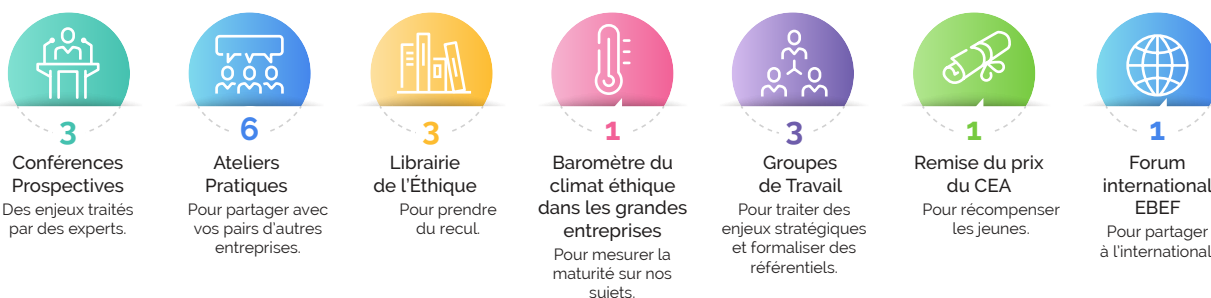 3
Conférences
Prospectives
Des enjeux traités
par des experts.
6
Ateliers
Pratiques
Pour partager avec
vos pairs d'autres
entreprises.
3
Librairie
de l'Éthique
Pour prendre
du recul.
1
Baromètre du
climat éthique
dans les grandes
entreprises
Pour mesurer la
maturité sur nos
sujets.
3
Groupes
de Travail
Pour traiter des
enjeux stratégiques
et formaliser des
référentiels.
1
Remise du prix
du CEA
Pour récompenser
les jeunes.
1
Forum
international
EBEF
Pour partager
à l'international